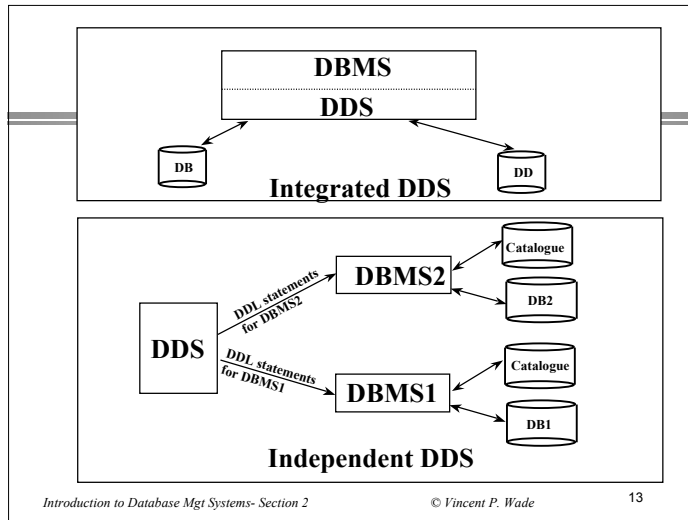 DBMS
DDS
DB
DD
Integrated DDS
DDS
DDL statements
for DBMS2
DBMS2
Catalogue
DB2
DDL statements
for DBMS1
DBMS1
Catalogue
DB1
Independent DDS
Introduction to Database Mgt Systems- Section 2 © Vincent P. Wade 13